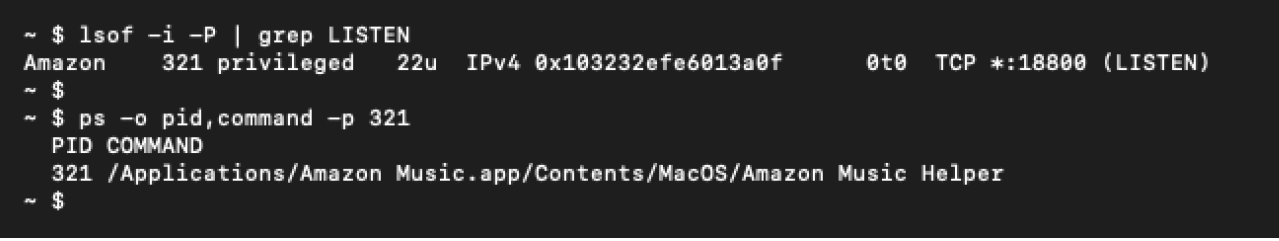 ~ $ lsof -i -P | grep LISTEN
Amazon    321 privileged   22u  IPv4 0x103232efe6013a0f      0t0  TCP *:18800 (LISTEN)
~ $
~ $ ps -o pid,command -p 321
  PID COMMAND
  321 /Applications/Amazon Music.app/Contents/MacOS/Amazon Music Helper
~ $